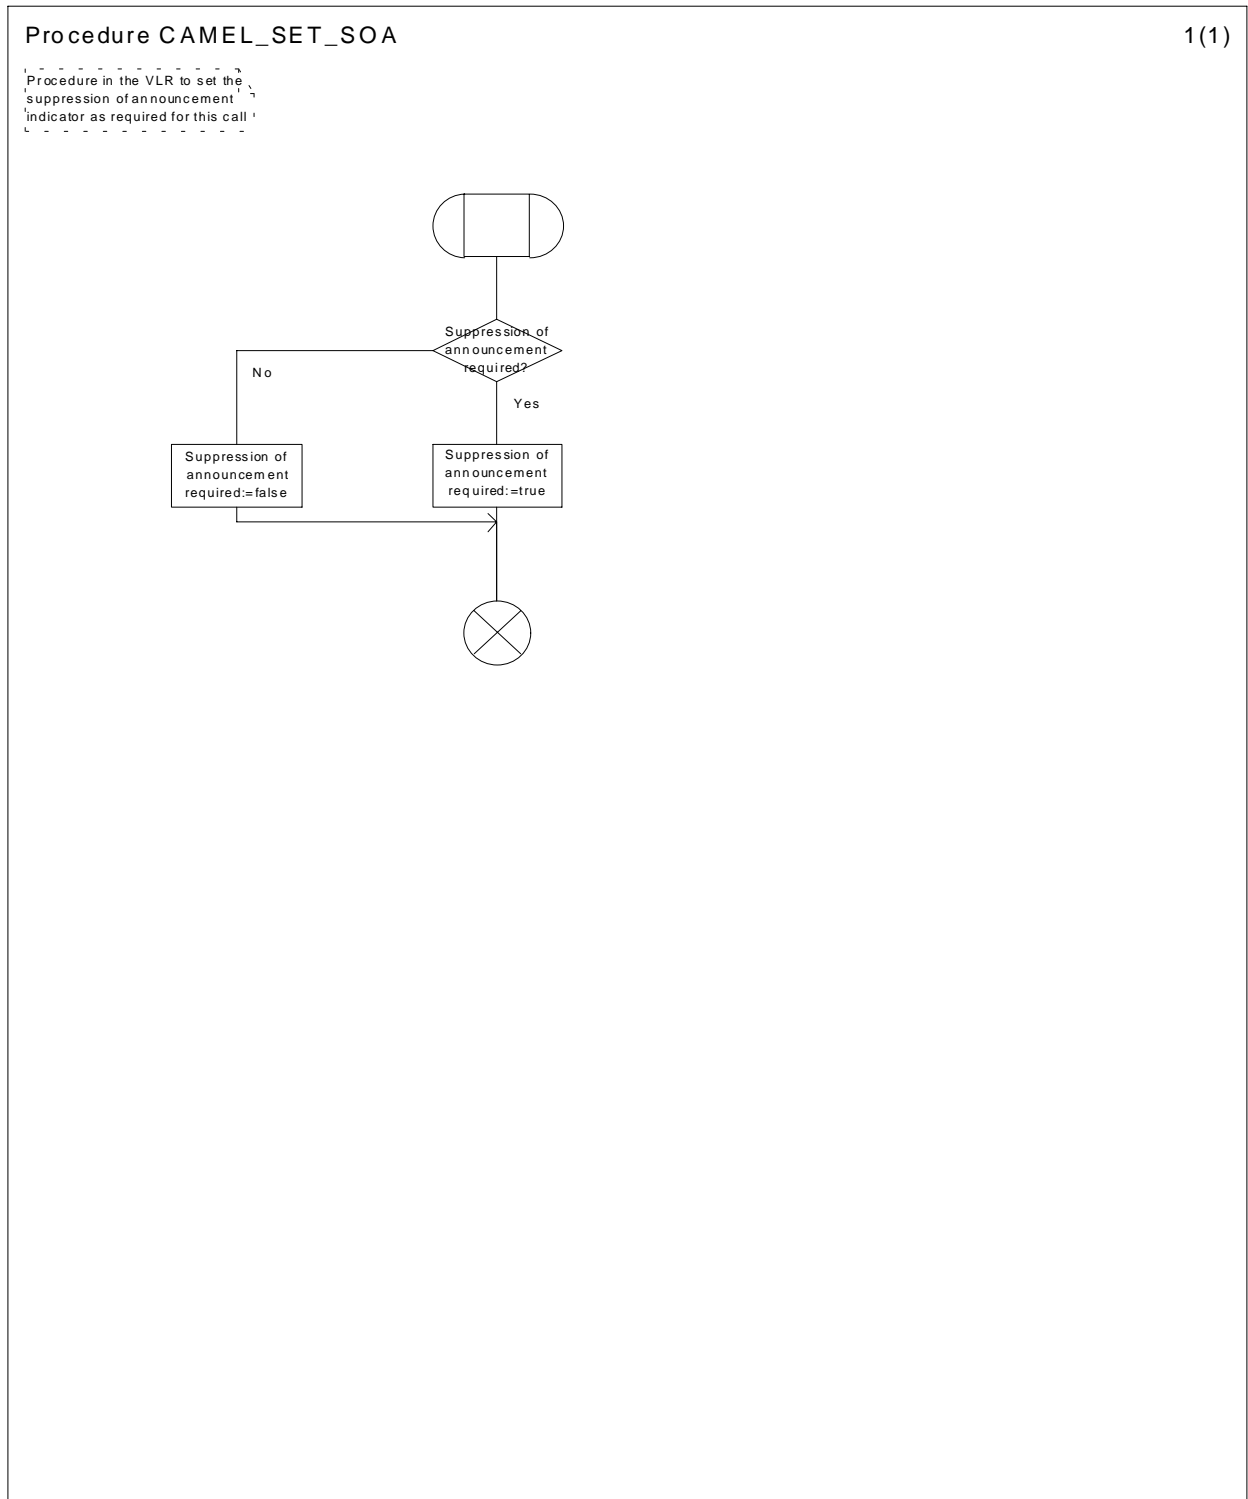 Procedure CAMEL_SET_SOA
1(1)
Procedure in the VLR to set the
suppression of announcement
indicator as required for this call
Suppression of
announcement
required?
No
Yes
Suppression of
announcement
required:=false
Suppression of
announcement
required:=true